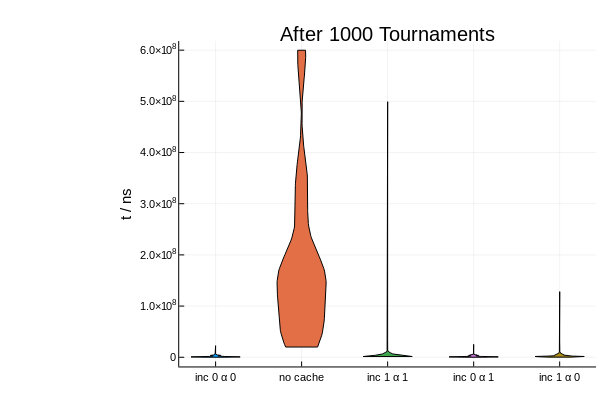 After 1000 Tournaments
t / ns
6.0×10⁸
5.0×10⁸
4.0×10⁸
3.0×10⁸
2.0×10⁸
1.0×10⁸
0
inc 0 α 0 no cache inc 1 α 1 inc 0 α 1 inc 1 α 0